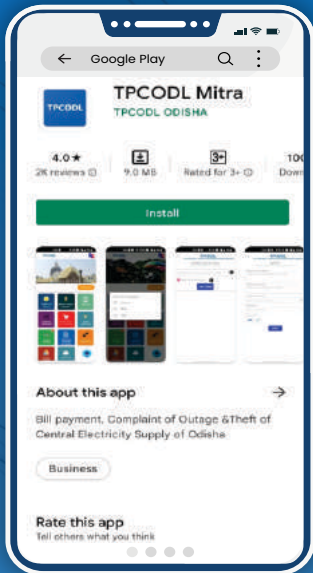 Google Play
TPCODL
TPCODL Mitra
TPCODL ODISHA
4.0★
2K reviews
9.0 MB
3+
Rated for 3+
100
Down
Install
About this app
Bill payment, Complaint of Outage &Theft of
Central Electricity Supply of Odisha
Business
Rate this app
Tell others what you think